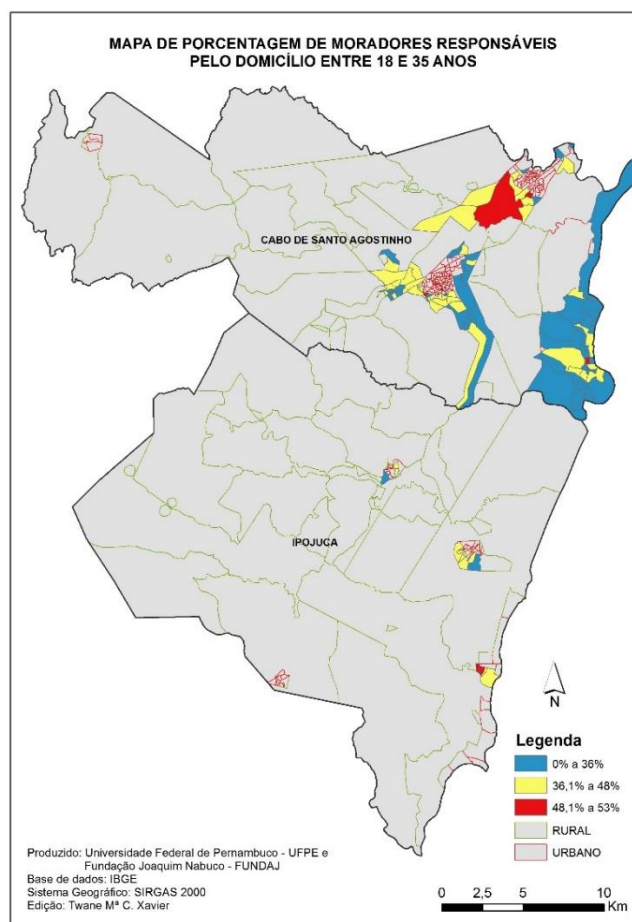 MAPA DE PORCENTAGEM DE MORADORES RESPONSÁVEIS
PELO DOMICÍLIO ENTRE 18 E 35 ANOS
CABO DE SANTO AGOSTINHO
IPOJUCA
N
Legenda
0% a 36%
36,1% a 48%
48,1% a 53%
RURAL
URBANO
Produzido: Universidade Federal de Pernambuco - UFPE e
Fundação Joaquim Nabuco - FUNDAJ
Base de dados: IBGE
Sistema Geográfico: SIRGAS 2000
Edição: Twane Mª C. Xavier
0 2,5 5 10
Km